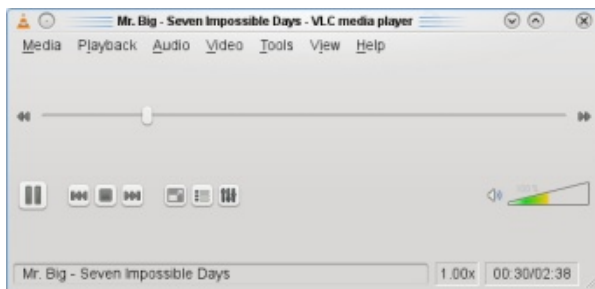 Mr. Big - Seven Impossible Days - VLC media player
Media Playback Audio Video Tools View Help
Mr. Big - Seven Impossible Days 1.00x 00:30/02:38